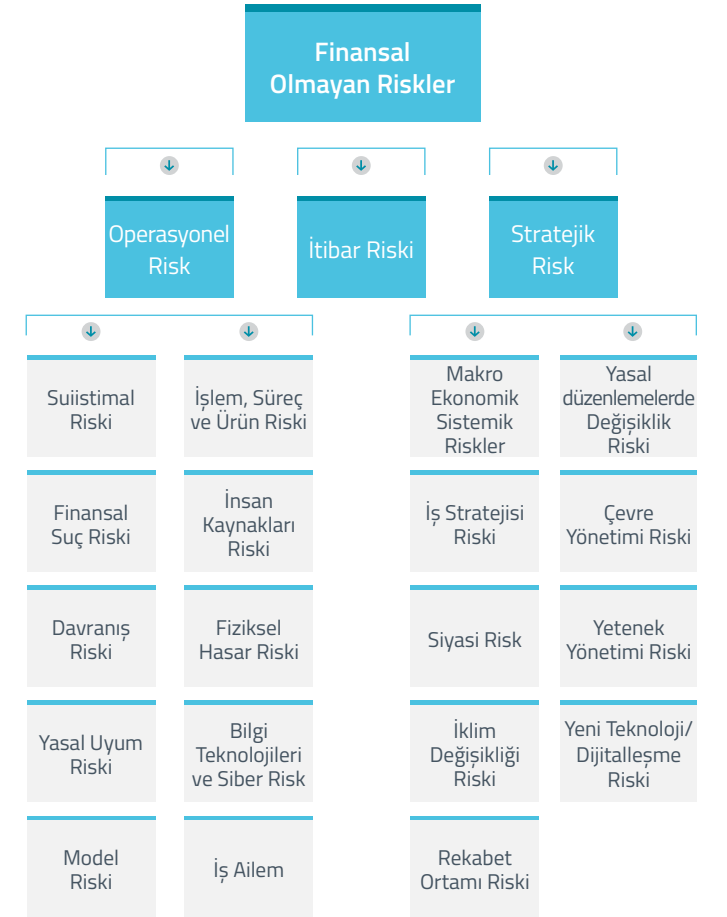 Finansal
Olmayan Riskler
Operasyonel
Risk
İtibar Riski
Stratejik
Risk
Suiistimal
Riski
İşlem, Süreç
ve Ürün Riski
Makro
Ekonomik
Sistemik
Riskler
Yasal
düzenlemelerde
Değişiklik
Riski
Finansal
Suç Riski
İnsan
Kaynakları
Riski
İş Stratejisi
Riski
Çevre
Yönetimi Riski
Davranış
Riski
Fiziksel
Hasar Riski
Siyasi Risk
Yetenek
Yönetimi Riski
Yasal Uyum
Riski
Bilgi
Teknolojileri
ve Siber Risk
İklim
Değişikliği
Riski
Yeni Teknoloji/
Dijitalleşme
Riski
Model
Riski
İş Ailem
Rekabet
Ortamı Riski